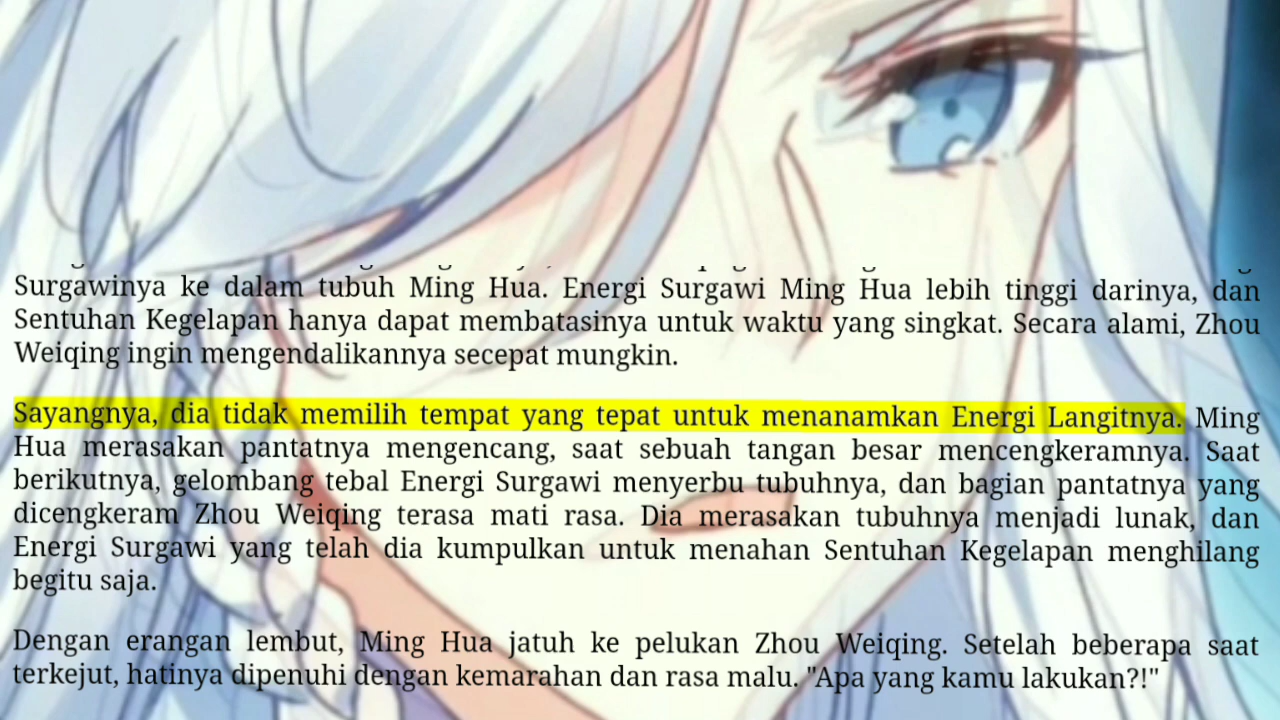 Surgawinya ke dalam tubuh Ming Hua. Energi Surgawi Ming Hua lebih tinggi darinya, dan
Sentuhan Kegelapan hanya dapat membatasinya untuk waktu yang singkat. Secara alami, Zhou
Weiqing ingin mengendalikannya secepat mungkin.
Sayangnya, dia tidak memilih tempat yang tepat untuk menanamkan Energi Langitnya. Ming
Hua merasakan pantatnya mengencang, saat sebuah tangan besar mencengkeramnya. Saat
berikutnya, gelombang tebal Energi Surgawi menyerbu tubuhnya, dan bagian pantatnya yang
dicengkeram Zhou Weiqing terasa mati rasa. Dia merasakan tubuhnya menjadi lunak, dan
Energi Surgawi yang telah dia kumpulkan untuk menahan Sentuhan Kegelapan menghilang
begitu saja.
Dengan erangan lembut, Ming Hua jatuh ke pelukan Zhou Weiqing. Setelah beberapa saat
terkejut, hatinya dipenuhi dengan kemarahan dan rasa malu. "Apa yang kamu lakukan?!"